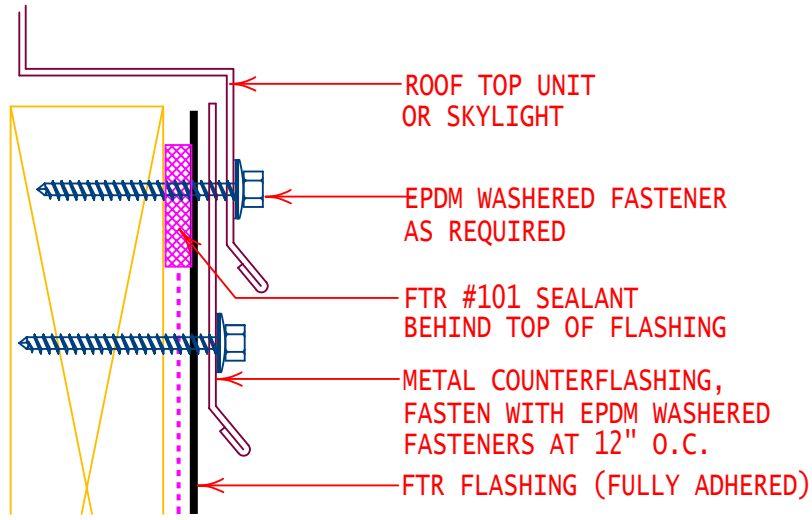 ROOF TOP UNIT
OR SKYLIGHT
EPDM WASHERED FASTENER
AS REQUIRED
FTR #101 SEALANT
BEHIND TOP OF FLASHING
METAL COUNTERFLASHING,
FASTEN WITH EPDM WASHERED
FASTENERS AT 12" O.C.
FTR FLASHING (FULLY ADHERED)